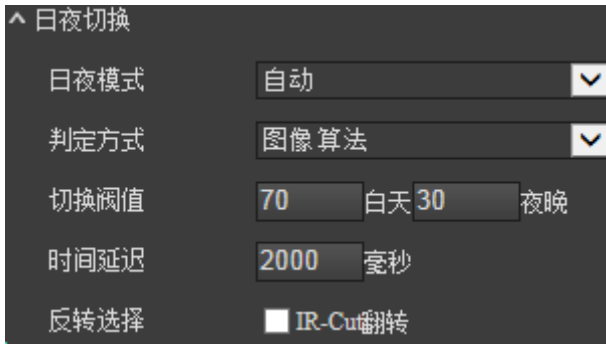 日夜切换
日夜模式 自动
判定方式 图像算法
切换阀值 70 白天 30 夜晚
时间延迟 2000 毫秒
反转选择 IR-Cut翻转